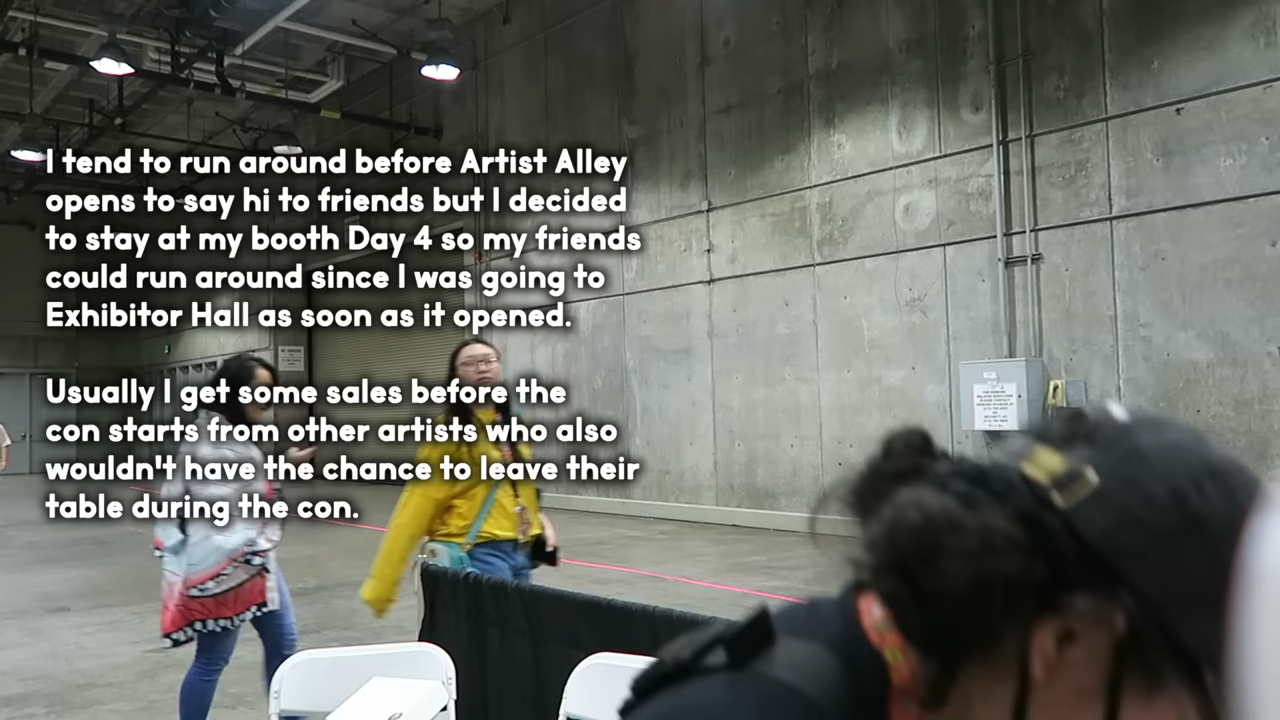 I tend to run around before Artist Alley
opens to say hi to friends but I decided
to stay at my booth Day 4 so my friends
could run around since I was going to
Exhibitor Hall as soon as it opened.
Usually I get some sales before the
con starts from other artists who also
wouldn't have the chance to leave their
table during the con.